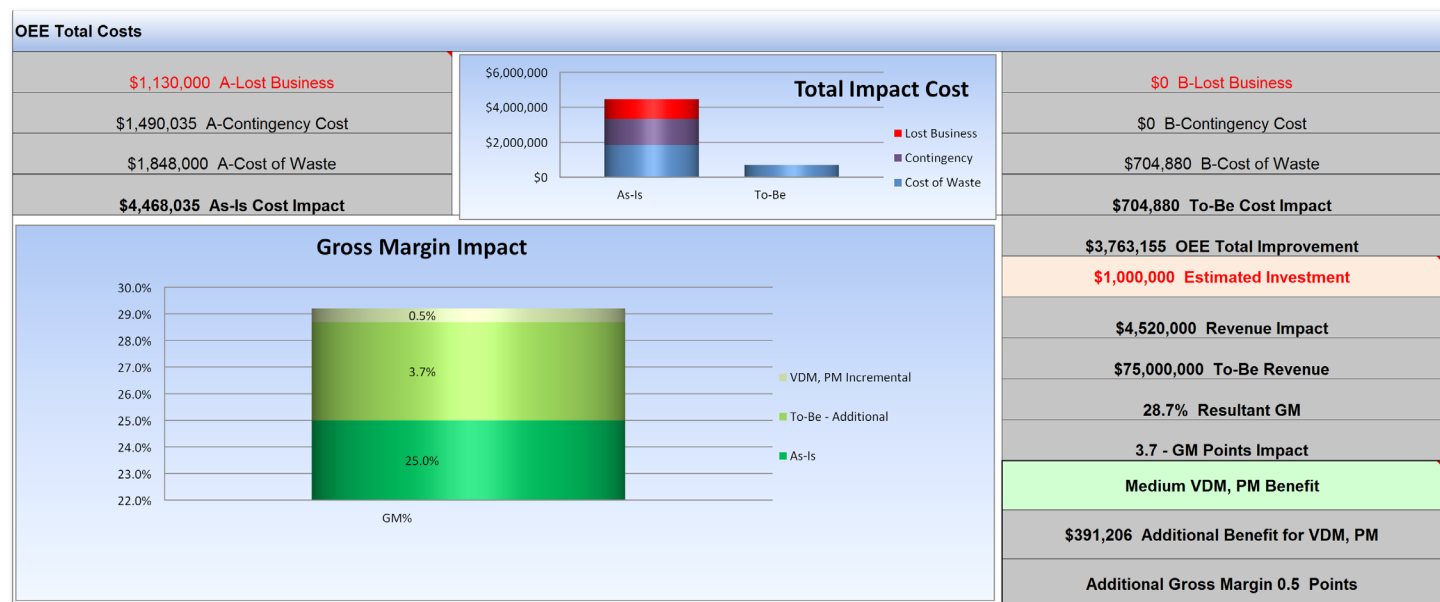 OEE Total Costs
$1,130,000 A-Lost Business
$1,490,035 A-Contingency Cost
$1,848,000 A-Cost of Waste
$4,468,035 As-Is Cost Impact
Total Impact Cost
$6,000,000
$4,000,000
$2,000,000
$0
As-Is
To-Be
Lost Business
Contingency
Cost of Waste
$0 B-Lost Business
$0 B-Contingency Cost
$704,880 B-Cost of Waste
$704,880 To-Be Cost Impact
$3,763,155 OEE Total Improvement
$1,000,000 Estimated Investment
$4,520,000 Revenue Impact
$75,000,000 To-Be Revenue
28.7% Resultant GM
3.7 - GM Points Impact
Medium VDM, PM Benefit
$391,206 Additional Benefit for VDM, PM
Additional Gross Margin 0.5 Points
Gross Margin Impact
30.0%
29.0%
28.0%
27.0%
26.0%
25.0%
24.0%
23.0%
22.0%
0.5%
3.7%
25.0%
GM%
VDM, PM Incremental
To-Be - Additional
As-Is